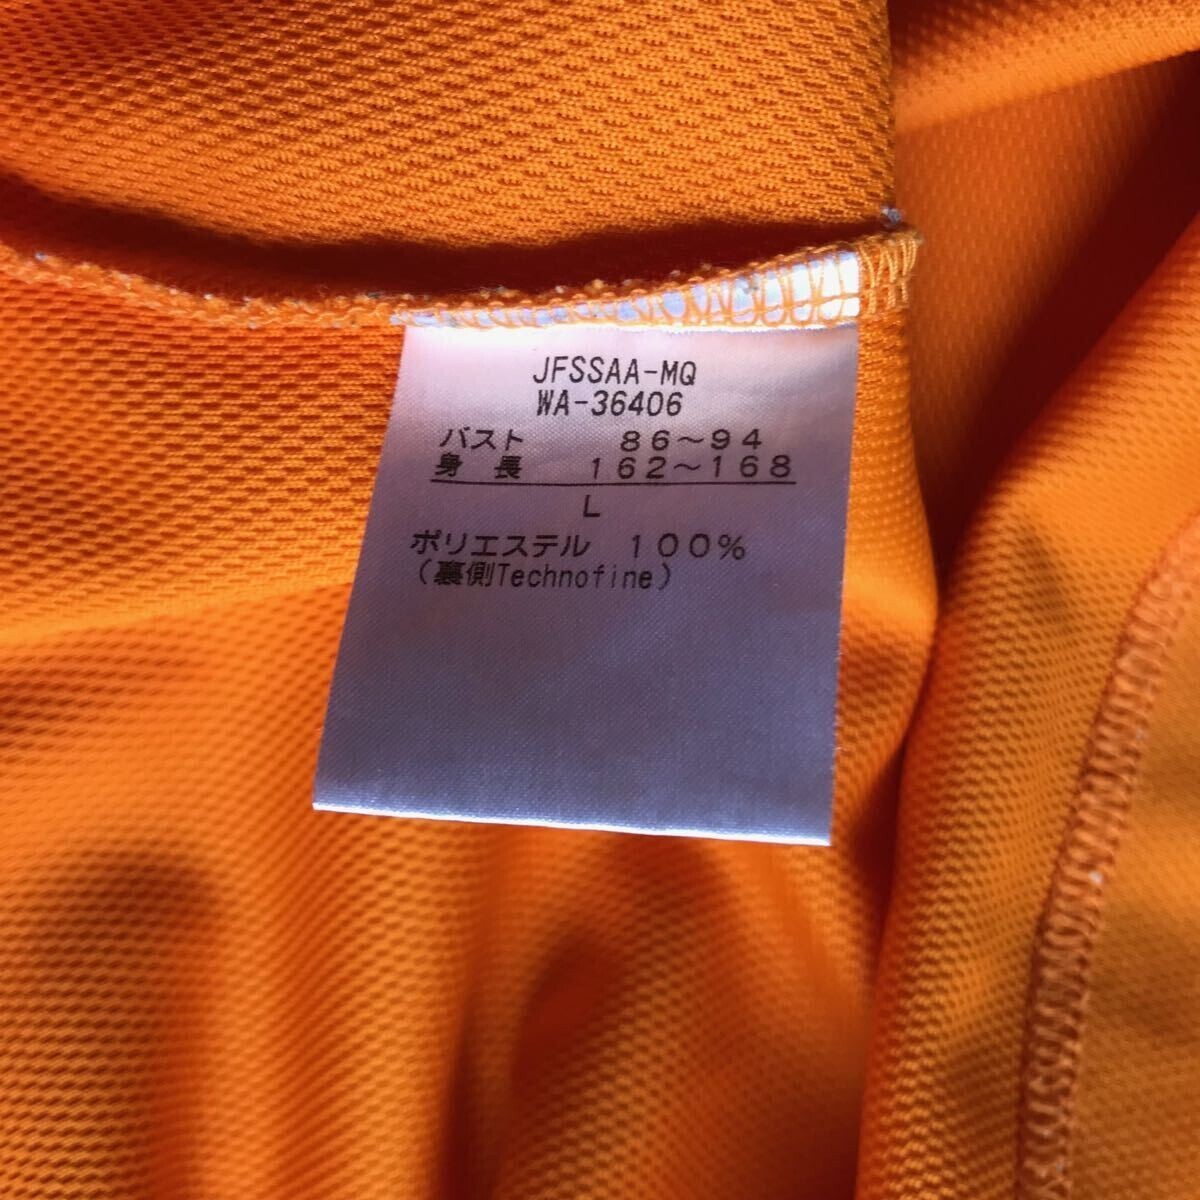 JFSSAA-MQ
WA-36406
バスト 86～94
身 長 162～168
L
ポリエステル 100%
（裏側Technofine）